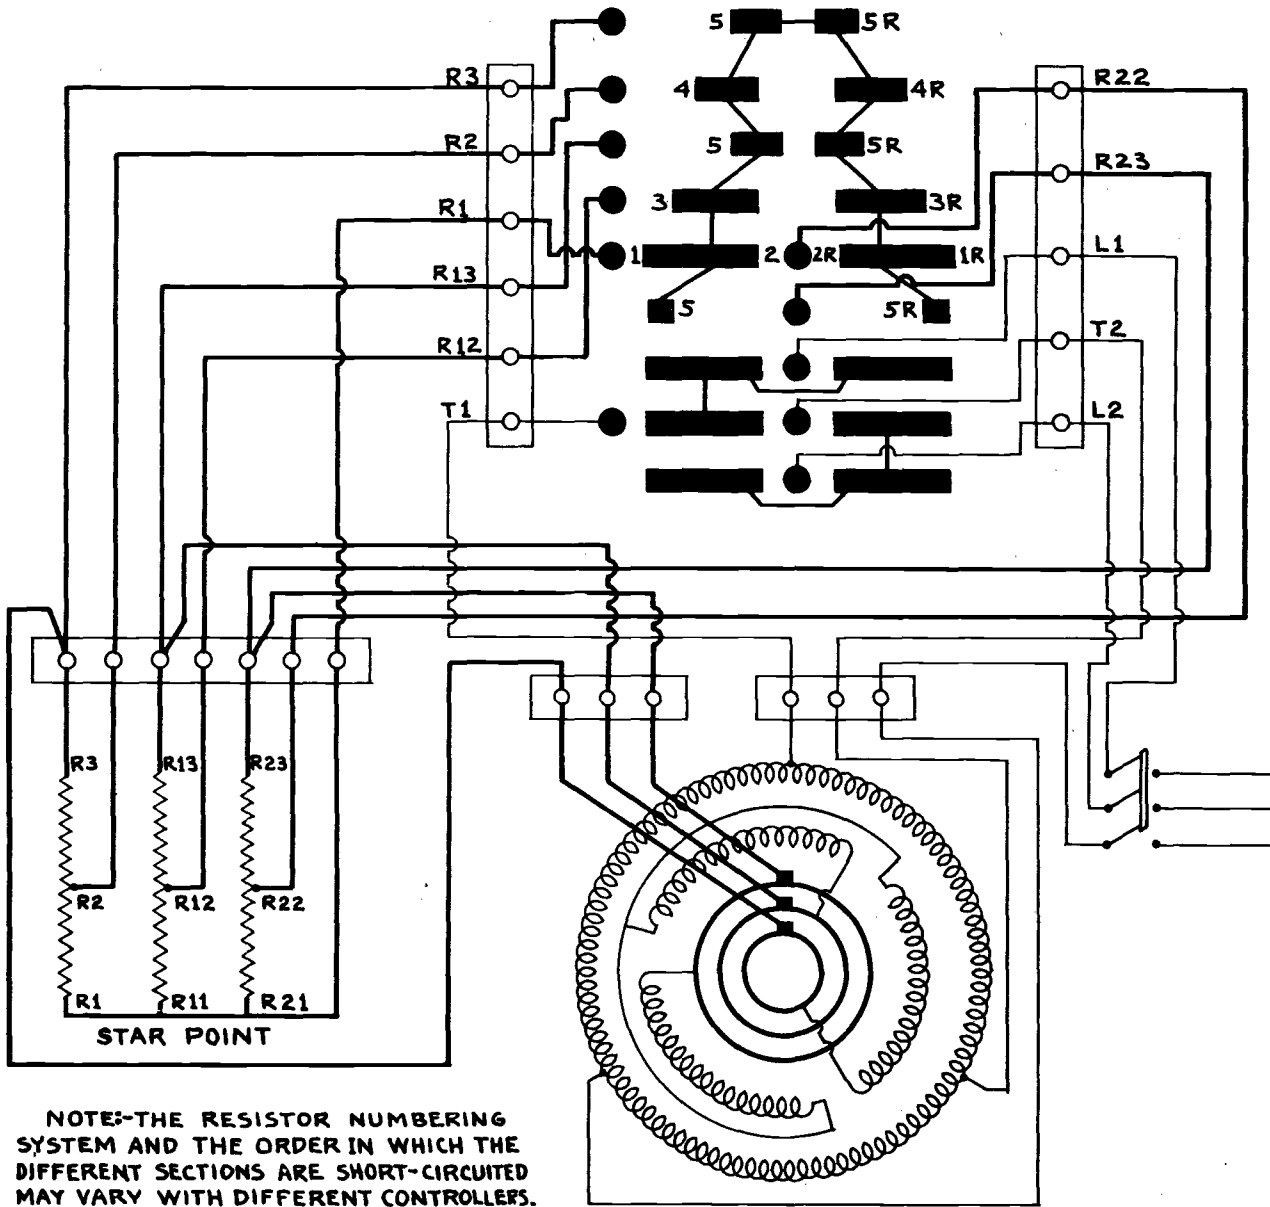 5 5R
R3 4 4R R22
R2 5 5R R23
R1 3 3R
1 2 2R 1R L1
R13 5 5R
R12 T2
T1 L2
R3 R13 R23
R2 R12 R22
R1 R11 R21
STAR POINT
NOTE:-THE RESISTOR NUMBERING
SYSTEM AND THE ORDER IN WHICH THE
DIFFERENT SECTIONS ARE SHORT-CIRCUITED
MAY VARY WITH DIFFERENT CONTROLLERS.